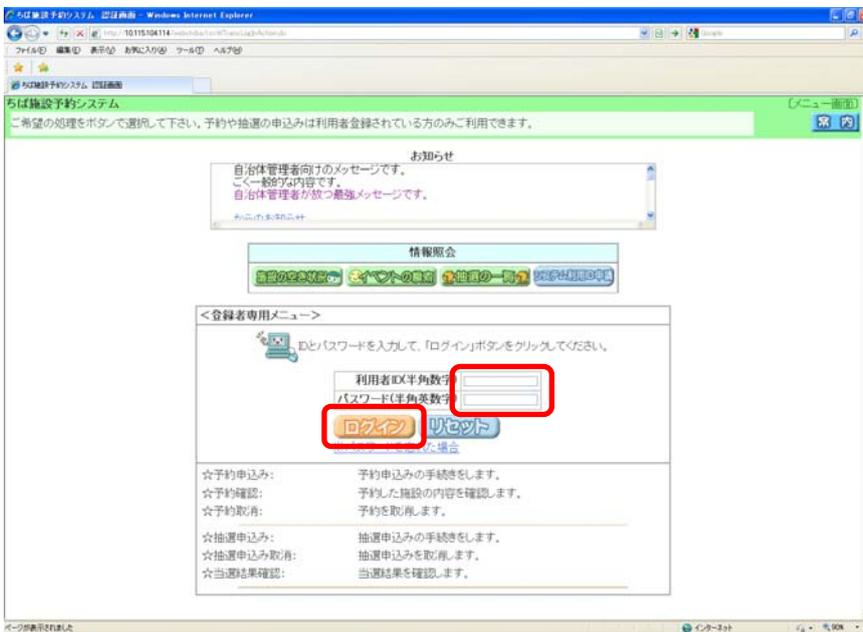 ちば施設予約システム 認証画面 - Windows Internet Explorer
ファイル(F) 編集(E) 表示(V) お気に入り(A) ツール(T) ヘルプ(H)
ちば施設予約システム 認証画面
ちば施設予約システム
〔メニュー画面〕
ご希望の処理をボタンで選択して下さい。予約や抽選の申込みは利用者登録されている方のみご利用できます。
案内
お知らせ
自治体管理者向けのメッセージです。
ごく一般的な内容です。
自治体管理者が放つ最強メッセージです。
情報照会
施設の空き状況
イベントの案内
抽選の一覧
システム利用の申請
<登録者専用メニュー>
IDとパスワードを入力して、「ログイン」ボタンをクリックしてください。
利用者ID(半角数字)
パスワード(半角英数字)
ログイン
リセット
☆予約申込み: 予約申込みの手続きをします。
☆予約確認: 予約した施設の内容を確認します。
☆予約取消: 予約を取消します。
☆抽選申込み: 抽選申込みの手続きをします。
☆抽選申込み取消: 抽選申込みを取消します。
☆当選結果確認: 当選結果を確認します。
ページが表示されました
インターネット
90%